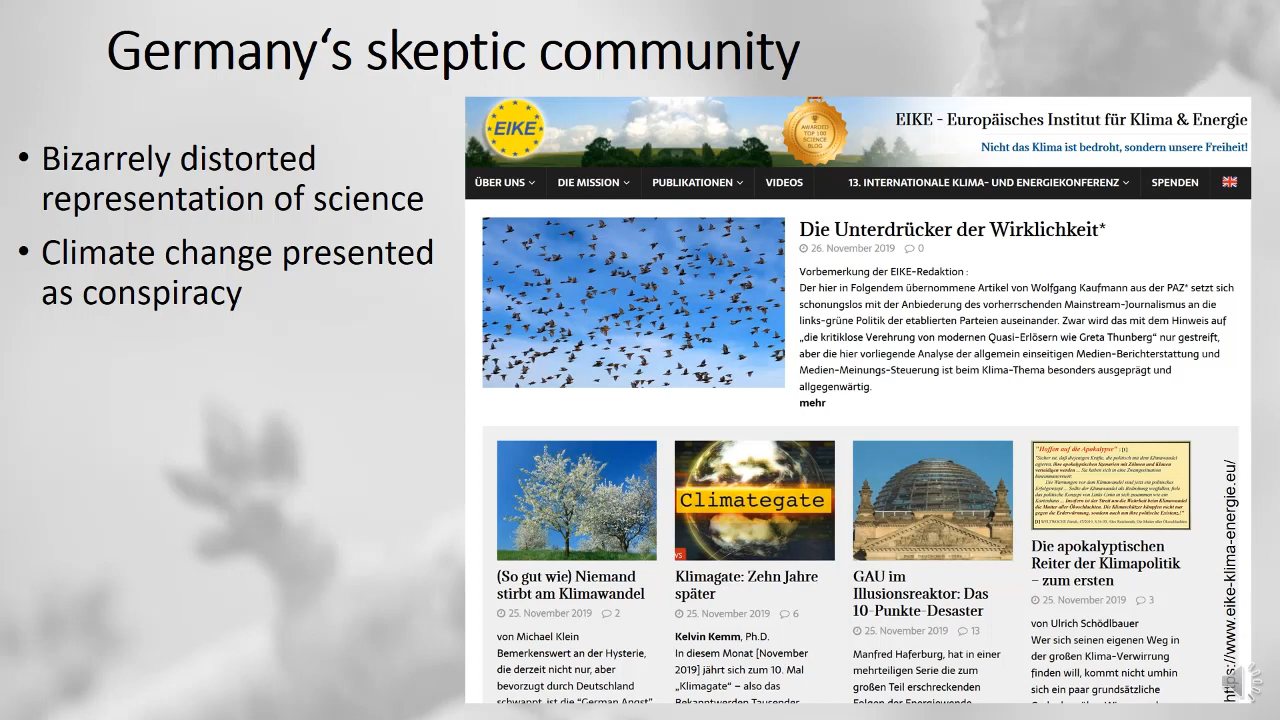 Germany‘s skeptic community
• Bizarrely distorted
representation of science
• Climate change presented
as conspiracy
EIKE
AWARDED
TOP 100
SCIENCE
BLOG
EIKE - Europäisches Institut für Klima & Energie
Nicht das Klima ist bedroht, sondern unsere Freiheit!
ÜBER UNS DIE MISSION PUBLIKATIONEN VIDEOS 13. INTERNATIONALE KLIMA- UND ENERGIEKONFERENZ SPENDEN
Die Unterdrücker der Wirklichkeit*
26. November 2019 0
Vorbemerkung der EIKE-Redaktion :
Der hier in Folgendem übernommene Artikel von Wolfgang Kaufmann aus der PAZ* setzt sich
schonungslos mit der Anbiederung des vorherrschenden Mainstream-Journalismus an die
links-grüne Politik der etablierten Parteien auseinander. Zwar wird das mit dem Hinweis auf
„die kritiklose Verehrung von modernen Quasi-Erlösern wie Greta Thunberg“ nur gestreift,
aber die hier vorliegende Analyse der allgemein einseitigen Medien-Berichterstattung und
Medien-Meinungs-Steuerung ist beim Klima-Thema besonders ausgeprägt und
allgegenwärtig.
mehr
(So gut wie) Niemand
stirbt am Klimawandel
25. November 2019 2
von Michael Klein
Bemerkenswert an der Hysterie,
die derzeit nicht nur, aber
bevorzugt durch Deutschland
schwappt, ist die "German Angst"
Climategate
Klimagate: Zehn Jahre
später
25. November 2019 6
Kelvin Kemm, Ph.D.
In diesem Monat [November
2019] jährt sich zum 10. Mal
„Klimagate“ – also das
Bekanntwerden Tausender
GAU im
Illusionsreaktor: Das
10-Punkte-Desaster
25. November 2019 13
Manfred Haferburg, hat in einer
mehrteiligen Serie die zum
großen Teil erschreckenden
Folgen der Energiewende
"Hoffen auf die Apokalypse" : [1]
Die apokalyptischen
Reiter der Klimapolitik
– zum ersten
25. November 2019 3
von Ulrich Schödlbauer
Wer sich seinen eigenen Weg in
der großen Klima-Verwirrung
finden will, kommt nicht umhin
sich ein paar grundsätzliche
https://www.eike-klima-energie.eu/